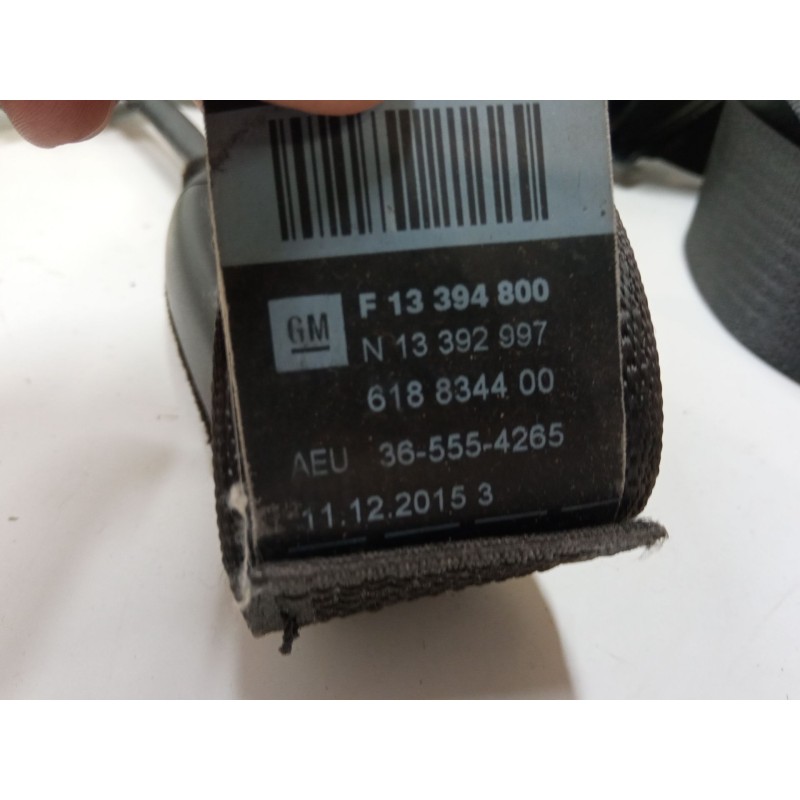 F 13 394 800
GM
N 13 392 997
618 8344 00
AEU 36-555-4265
11.12.2015 3